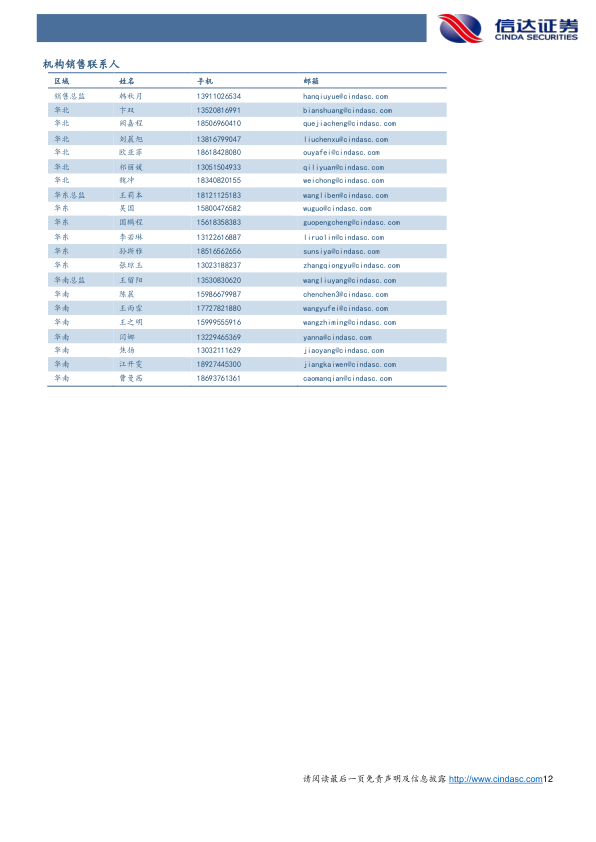 信达证券
CINDA SECURITIES
机构销售联系人
区域 姓名 手机 邮箱
销售总监 韩秋月 13911026534 hanqiuyue@cindasc.com
华北 卞双 13520816991 bianshuang@cindasc.com
华北 阙嘉程 18506960410 quejiacheng@cindasc.com
华北 刘晨旭 13816799047 liuchenxu@cindasc.com
华北 欧亚菲 18618428080 ouyafei@cindasc.com
华北 祁丽媛 13051504933 qiliyuan@cindasc.com
华北 魏冲 18340820155 weichong@cindasc.com
华东总监 王莉本 18121125183 wangliben@cindasc.com
华东 吴国 15800476582 wuguo@cindasc.com
华东 国鹏程 15618358383 guopengcheng@cindasc.com
华东 李若琳 13122616887 liruolin@cindasc.com
华东 孙斯雅 18516562656 sunsiya@cindasc.com
华东 张琼玉 13023188237 zhangqiongyu@cindasc.com
华南总监 王留阳 13530830620 wangliuyang@cindasc.com
华南 陈晨 15986679987 chenchen3@cindasc.com
华南 王雨霏 17727821880 wangyufei@cindasc.com
华南 王之明 15999555916 wangzhiming@cindasc.com
华南 闫娜 13229465369 yanna@cindasc.com
华南 焦扬 13032111629 jiaoyang@cindasc.com
华南 江开雯 18927445300 jiangkaiwen@cindasc.com
华南 曹曼茜 18693761361 caomanqian@cindasc.com
请阅读最后一页免责声明及信息披露 http://www.cindasc.com12